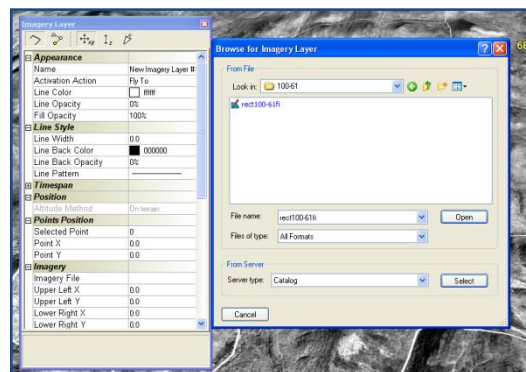 Imagery Layer
Appearance
Name New Imagery Layer #
Activation Action Fly To
Line Color ffffff
Line Opacity 0%
Fill Opacity 100%
Line Style
Line Width 0.0
Line Back Color 000000
Line Back Opacity 0%
Line Pattern
Timespan
Position
Altitude Method On terrain
Points Position
Selected Point 0
Point X 0.0
Point Y 0.0
Imagery
Imagery File
Upper Left X 0.0
Upper Left Y 0.0
Lower Right X 0.0
Lower Right Y 0.0
Browse for Imagery Layer
From File
Look in: 100-61
rect100-61fi
File name: rect100-61fi
Open
Files of type: All Formats
From Server
Server type: Catalog
Select
Cancel